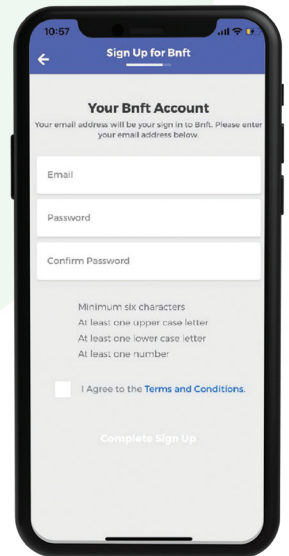 10:57
Sign Up for Bnft
Your Bnft Account
Your email address will be your sign in to Bnft. Please enter
your email address below.
Email
Password
Confirm Password
Minimum six characters
At least one upper case letter
At least one lower case letter
At least one number
I Agree to the Terms and Conditions.
Complete Sign Up